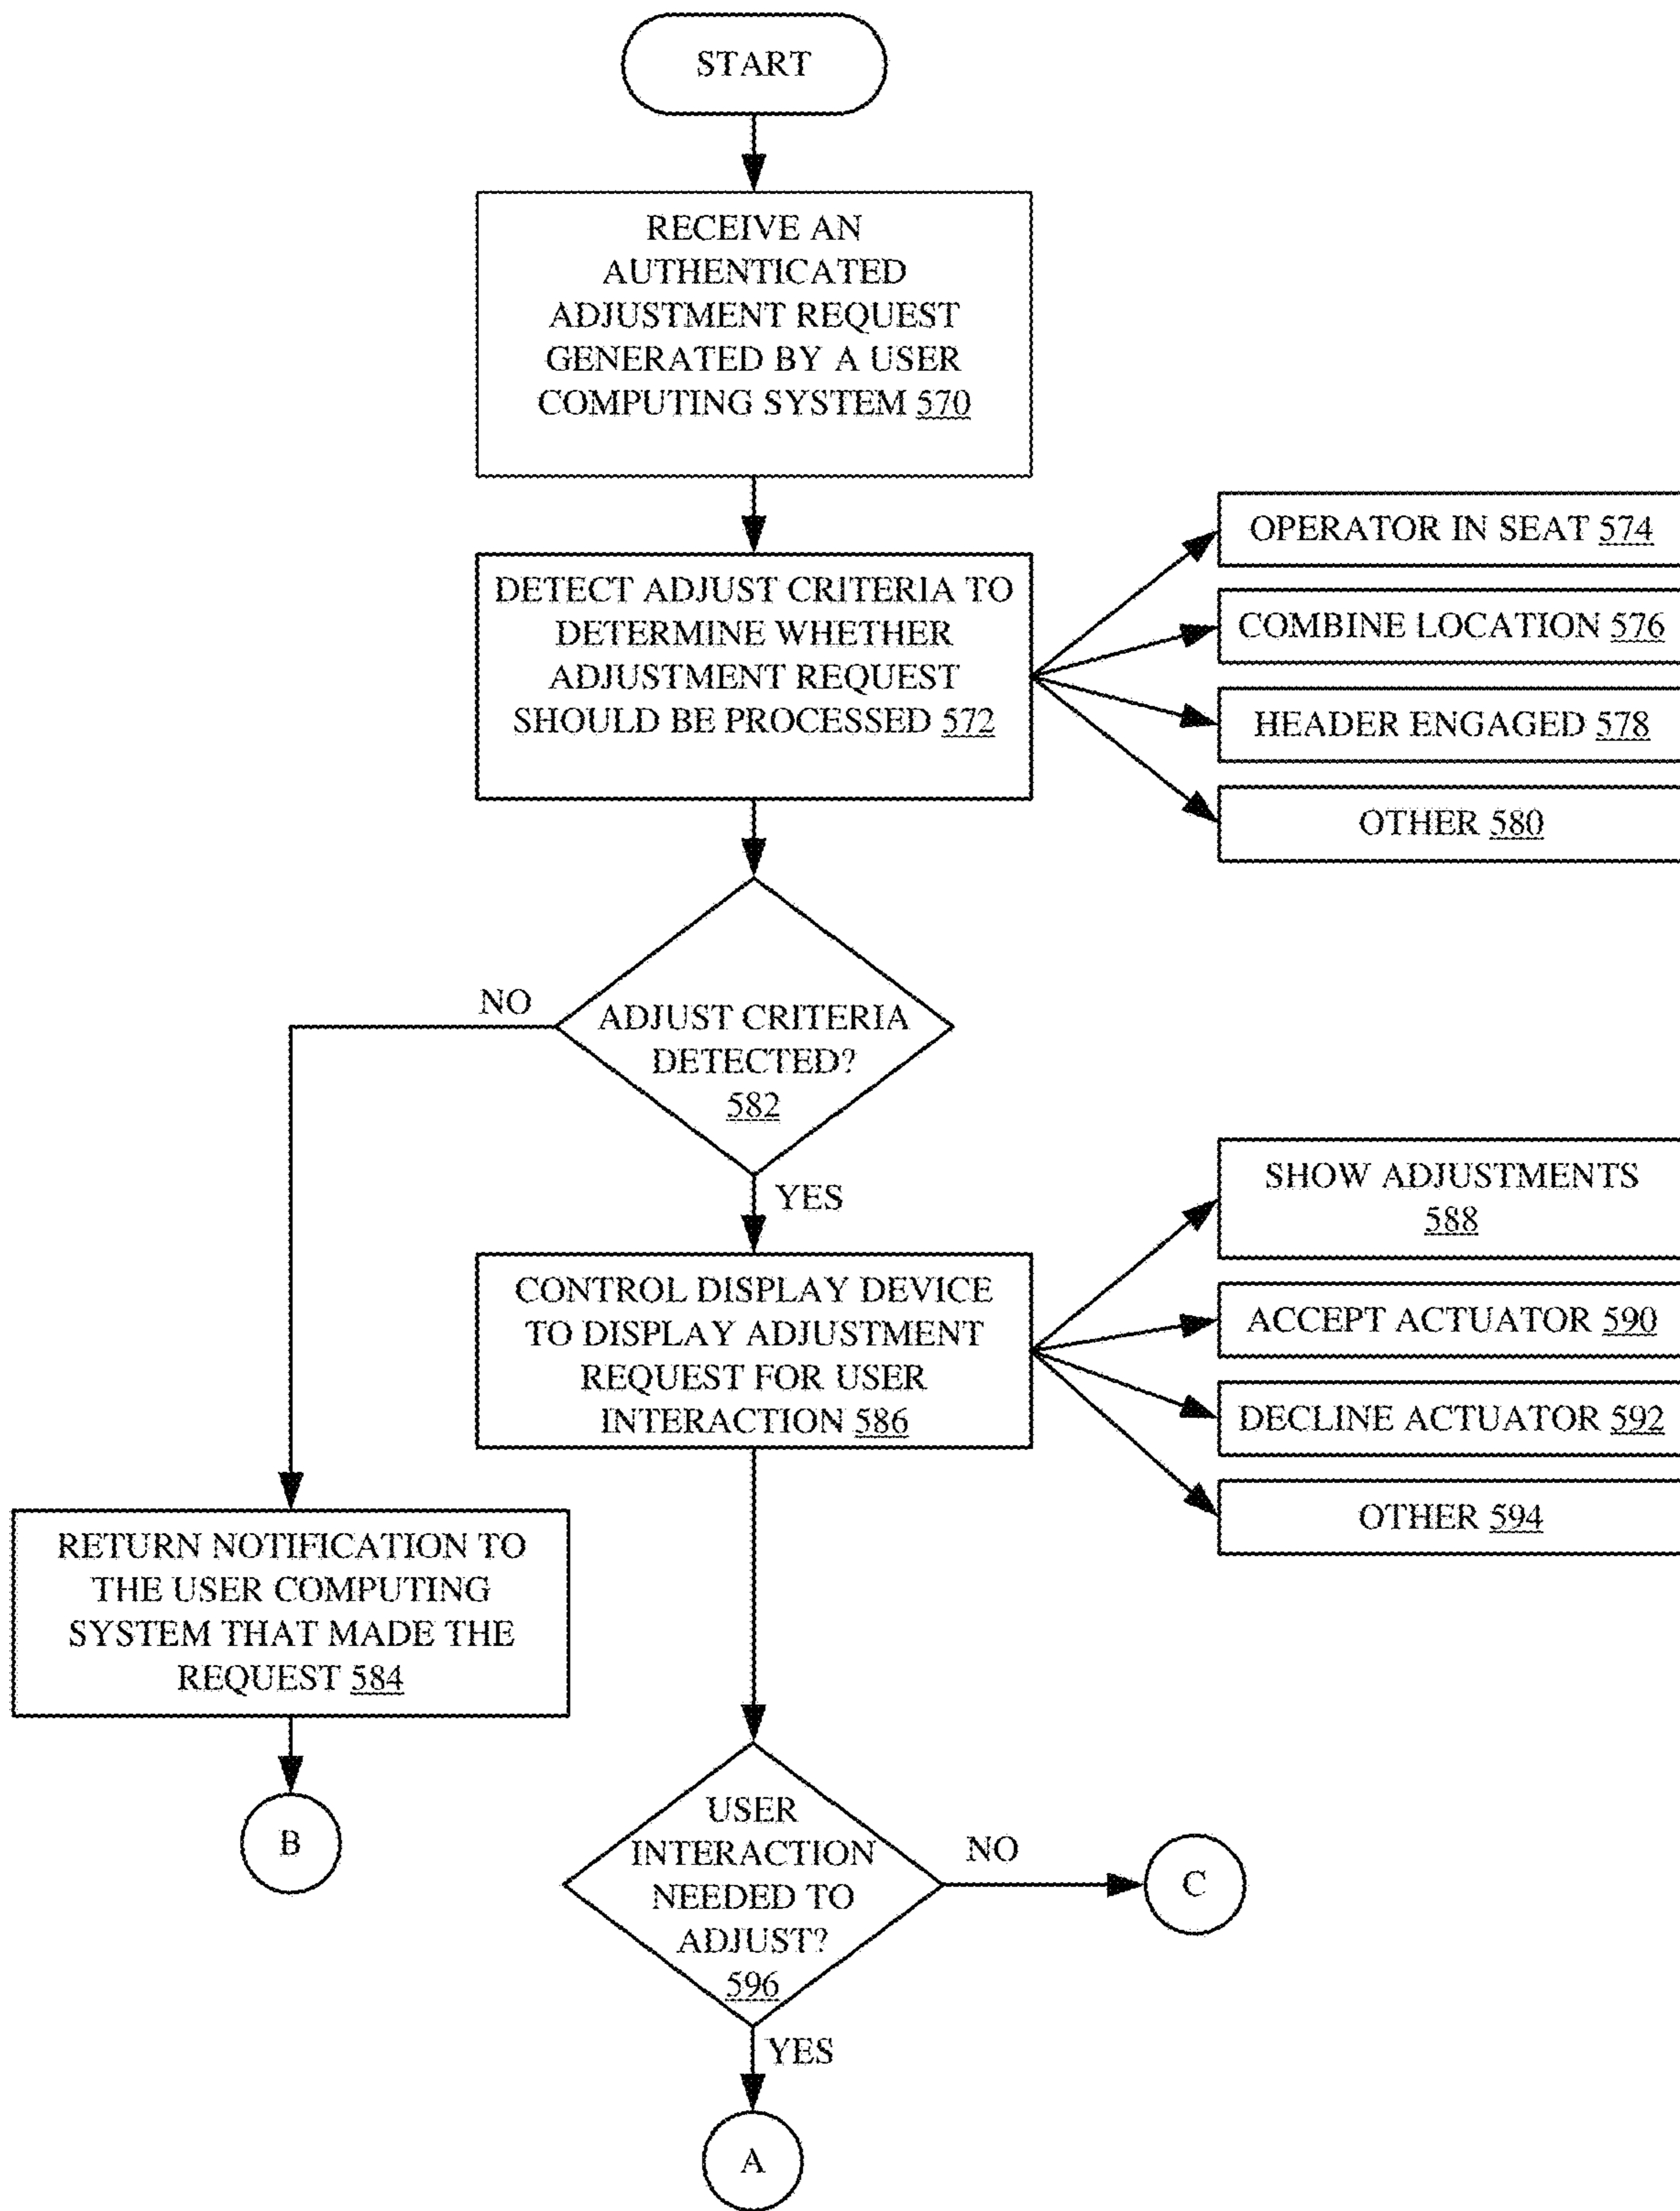 START
RECEIVE AN
AUTHENTICATED
ADJUSTMENT REQUEST
GENERATED BY A USER
COMPUTING SYSTEM 570
DETECT ADJUST CRITERIA TO
DETERMINE WHETHER
ADJUSTMENT REQUEST
SHOULD BE PROCESSED 572
OPERATOR IN SEAT 574
COMBINE LOCATION 576
HEADER ENGAGED 578
OTHER 580
ADJUST CRITERIA
DETECTED?
582
NO
YES
CONTROL DISPLAY DEVICE
TO DISPLAY ADJUSTMENT
REQUEST FOR USER
INTERACTION 586
SHOW ADJUSTMENTS
588
ACCEPT ACTUATOR 590
DECLINE ACTUATOR 592
OTHER 594
RETURN NOTIFICATION TO
THE USER COMPUTING
SYSTEM THAT MADE THE
REQUEST 584
B
USER
INTERACTION
NEEDED TO
ADJUST?
596
NO
C
YES
A